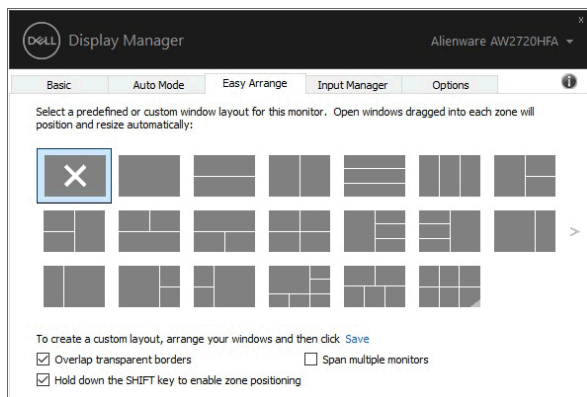 x
DELL Display Manager
Alienware AW2720HFA
Basic
Auto Mode
Easy Arrange
Input Manager
Options
i
Select a predefined or custom window layout for this monitor. Open windows dragged into each zone will
position and resize automatically:
>
To create a custom layout, arrange your windows and then click Save
Overlap transparent borders
Span multiple monitors
Hold down the SHIFT key to enable zone positioning